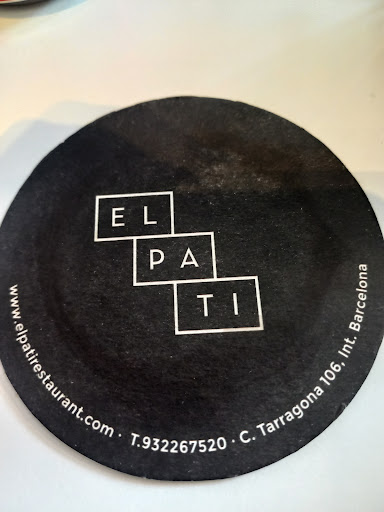 EL
PA
TI
www.elpatirestaurant.com · T.932267520 · C. Tarragona 106, Int. Barcelona